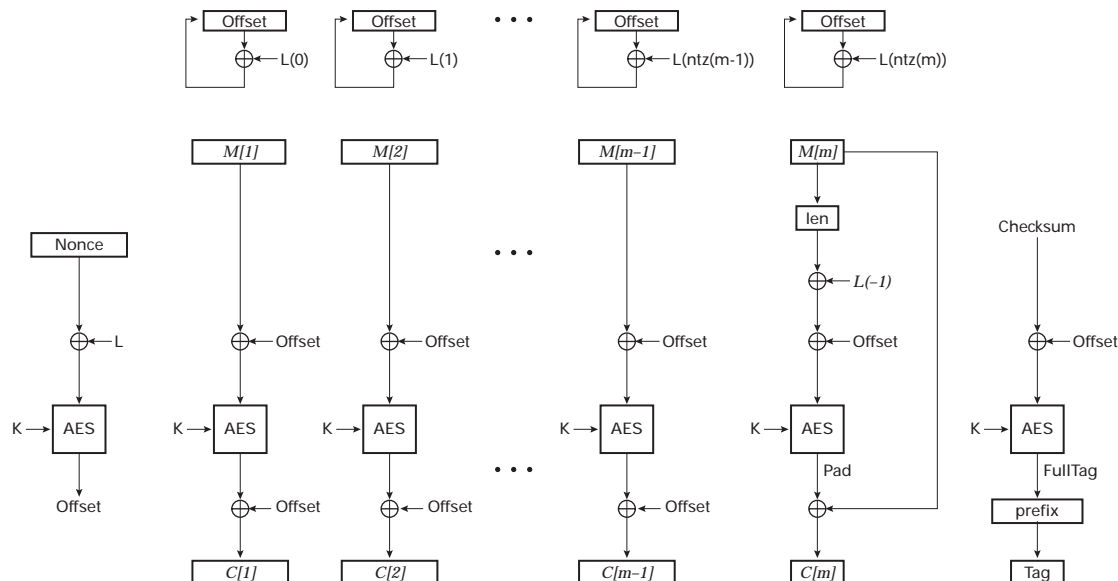 Offset Offset • • • Offset Offset
L(0) L(1) L(ntz(m-1)) L(ntz(m))
M[1] M[2] M[m–1] M[m]
len
Nonce • • • Checksum
L(–1)
L Offset Offset Offset Offset Offset
K AES K AES K AES K AES K AES K AES
• • • Pad FullTag
Offset Offset Offset Offset prefix
C[1] C[2] C[m–1] C[m] Tag